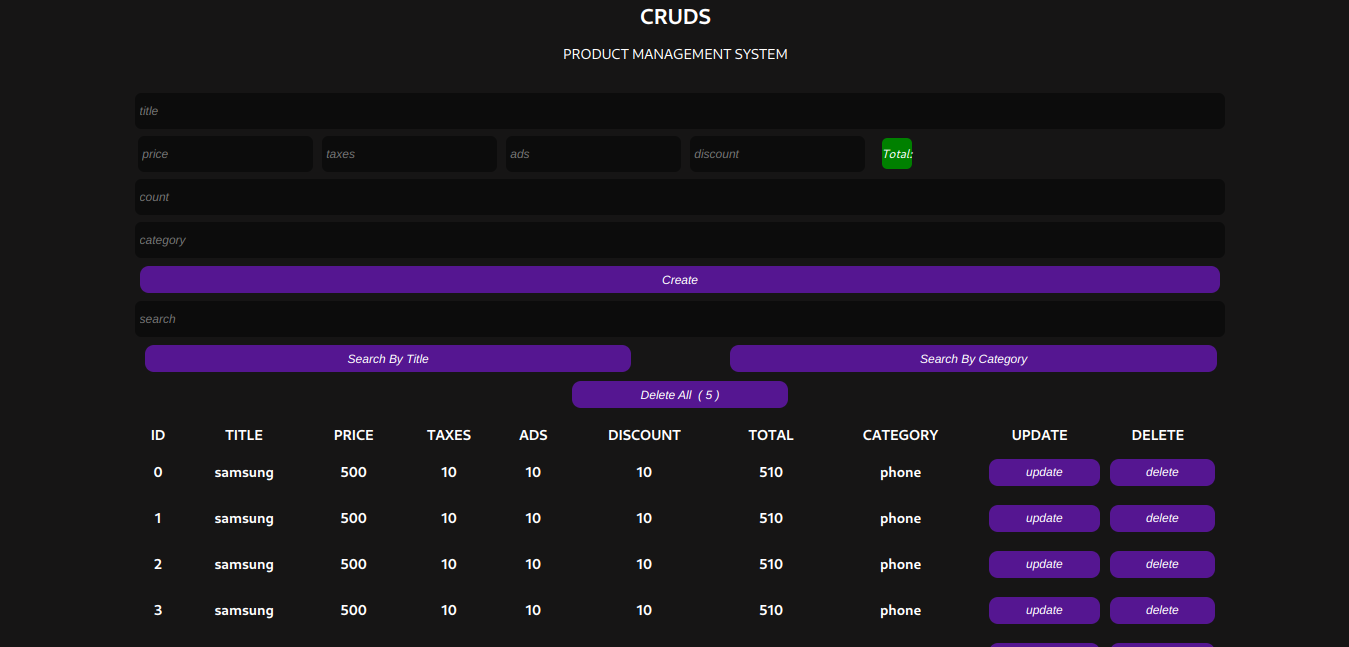 CRUDS
PRODUCT MANAGEMENT SYSTEM
title
price taxes ads discount Total:
count
category
Create
search
Search By Title Search By Category
Delete All ( 5 )
ID TITLE PRICE TAXES ADS DISCOUNT TOTAL CATEGORY UPDATE DELETE
0 samsung 500 10 10 10 510 phone update delete
1 samsung 500 10 10 10 510 phone update delete
2 samsung 500 10 10 10 510 phone update delete
3 samsung 500 10 10 10 510 phone update delete